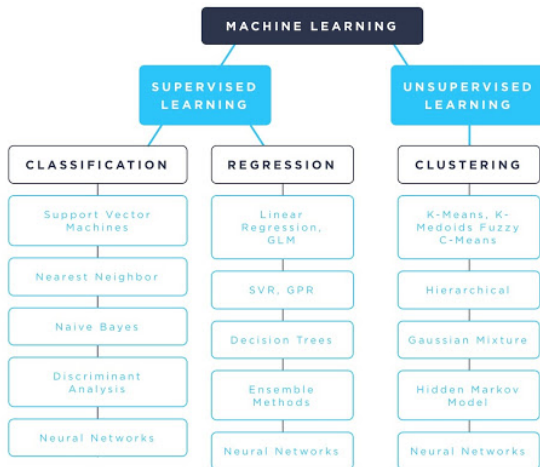 MACHINE LEARNING
SUPERVISED
LEARNING
UNSUPERVISED
LEARNING
CLASSIFICATION
REGRESSION
CLUSTERING
Support Vector
Machines
Nearest Neighbor
Naive Bayes
Discriminant
Analysis
Neural Networks
Linear
Regression,
GLM
SVR, GPR
Decision Trees
Ensemble
Methods
Neural Networks
K-Means, K-
Medoids Fuzzy
C-Means
Hierarchical
Gaussian Mixture
Hidden Markov
Model
Neural Networks